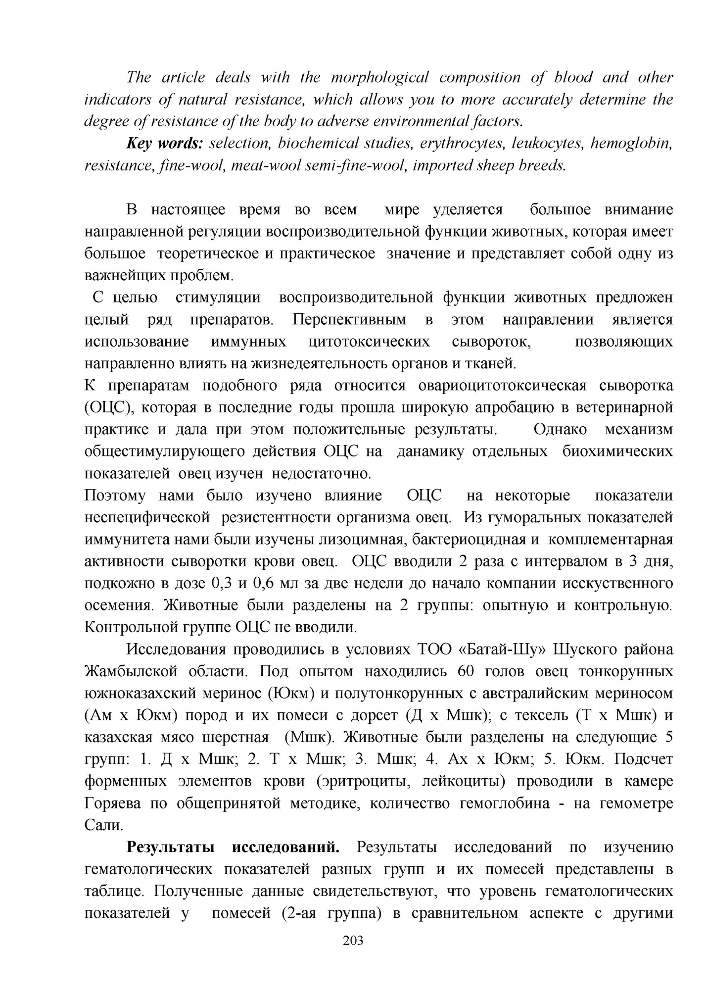 The article deals with the morphological composition of blood and other
indicators of natural resistance, which allows you to more accurately determine the
degree of resistance of the body to adverse environmental factors.
Key words: selection, biochemical studies, erythrocytes, leukocytes, hemoglobin,
resistance, fine-wool, meat-wool semi-fine-wool, imported sheep breeds.
В настоящее время во всем мире уделяется большое внимание
направленной регуляции воспроизводительной функции животных, которая имеет
большое теоретическое и практическое значение и представляет собой одну из
важнейщих проблем.
С целью стимуляции воспроизводительной функции животных предложен
целый ряд препаратов. Перспективным в этом направлении является
использование иммунных цитотоксических сывороток, позволяющих
направленно влиять на жизнедеятельность органов и тканей.
К препаратам подобного ряда относится овариоцитотоксическая сыворотка
(ОЦС), которая в последние годы прошла широкую апробацию в ветеринарной
практике и дала при этом положительные результаты. Однако механизм
общестимулирующего действия ОЦС на данамику отдельных биохимических
показателей овец изучен недостаточно.
Поэтому нами было изучено влияние ОЦС на некоторые показатели
неспецифической резистентности организма овец. Из гуморальных показателей
иммунитета нами были изучены лизоцимная, бактериоцидная и комплементарная
активности сыворотки крови овец. ОЦС вводили 2 раза с интервалом в 3 дня,
подкожно в дозе 0,3 и 0,6 мл за две недели до начало компании исскуственного
осемения. Животные были разделены на 2 группы: опытную и контрольную.
Контрольной группе ОЦС не вводили.
Исследования проводились в условиях ТОО «Батай-Шу» Шуского района
Жамбылской области. Под опытом находились 60 голов овец тонкорунных
южноказахский меринос (Юкм) и полутонкорунных с австралийским мериносом
(Ам х Юкм) пород и их помеси с дорсет (Д х Мшк); с тексель (Т х Мшк) и
казахская мясо шерстная (Мшк). Животные были разделены на следующие 5
групп: 1. Д х Мшк; 2. Т х Мшк; 3. Мшк; 4. Ах х Юкм; 5. Юкм. Подсчет
форменных элементов крови (эритроциты, лейкоциты) проводили в камере
Горяева по общепринятой методике, количество гемоглобина - на гемометре
Сали.
Результаты исследований. Результаты исследований по изучению
гематологических показателей разных групп и их помесей представлены в
таблице. Полученные данные свидетельствуют, что уровень гематологических
показателей у помесей (2-ая группа) в сравнительном аспекте с другими
203